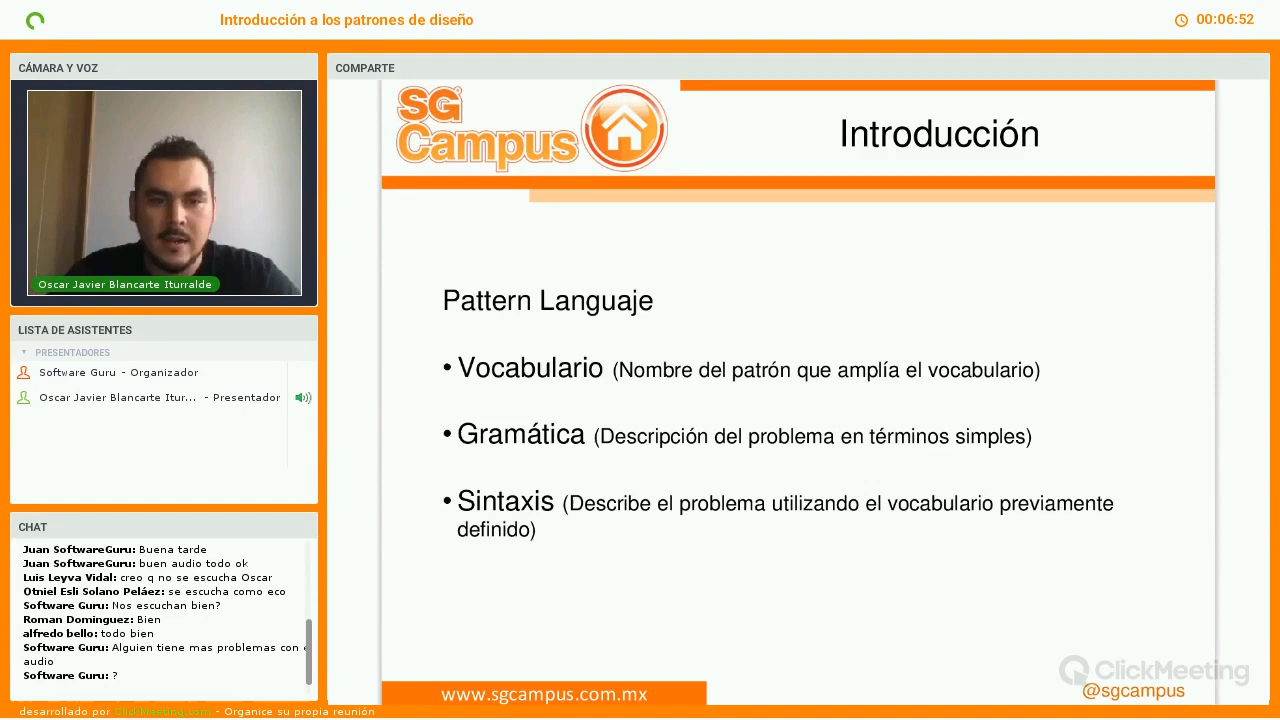 Introducción a los patrones de diseño
00:06:52
CÁMARA Y VOZ
Oscar Javier Blancarte Iturralde
LISTA DE ASISTENTES
PRESENTADORES
Software Guru - Organizador
Oscar Javier Blancarte Itur... - Presentador
CHAT
Juan SoftwareGuru: Buena tarde
Juan SoftwareGuru: buen audio todo ok
Luis Leyva Vidal: creo q no se escucha Oscar
Otniel Esli Solano Peláez: se escucha como eco
Software Guru: Nos escuchan bien?
Roman Dominguez: Bien
alfredo bello: todo bien
Software Guru: Alguien tiene mas problemas con
audio
Software Guru: ?
desarrollado por ClickMeeting.com - Organice su propia reunión
COMPARTE
SG
Campus
Introducción
Pattern Languaje
• Vocabulario (Nombre del patrón que amplía el vocabulario)
• Gramática (Descripción del problema en términos simples)
• Sintaxis (Describe el problema utilizando el vocabulario previamente
definido)
www.sgcampus.com.mx
ClickMeeting
@sgcampus